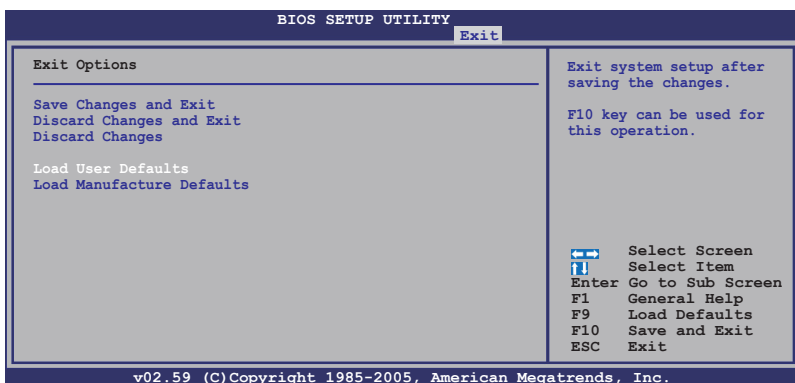 BIOS SETUP UTILITY
Exit
Exit Options
Save Changes and Exit
Discard Changes and Exit
Discard Changes
Load User Defaults
Load Manufacture Defaults
Exit system setup after
saving the changes.
F10 key can be used for
this operation.
←→ Select Screen
↑↓ Select Item
Enter Go to Sub Screen
F1 General Help
F9 Load Defaults
F10 Save and Exit
ESC Exit
v02.59 (C)Copyright 1985-2005, American Megatrends, Inc.